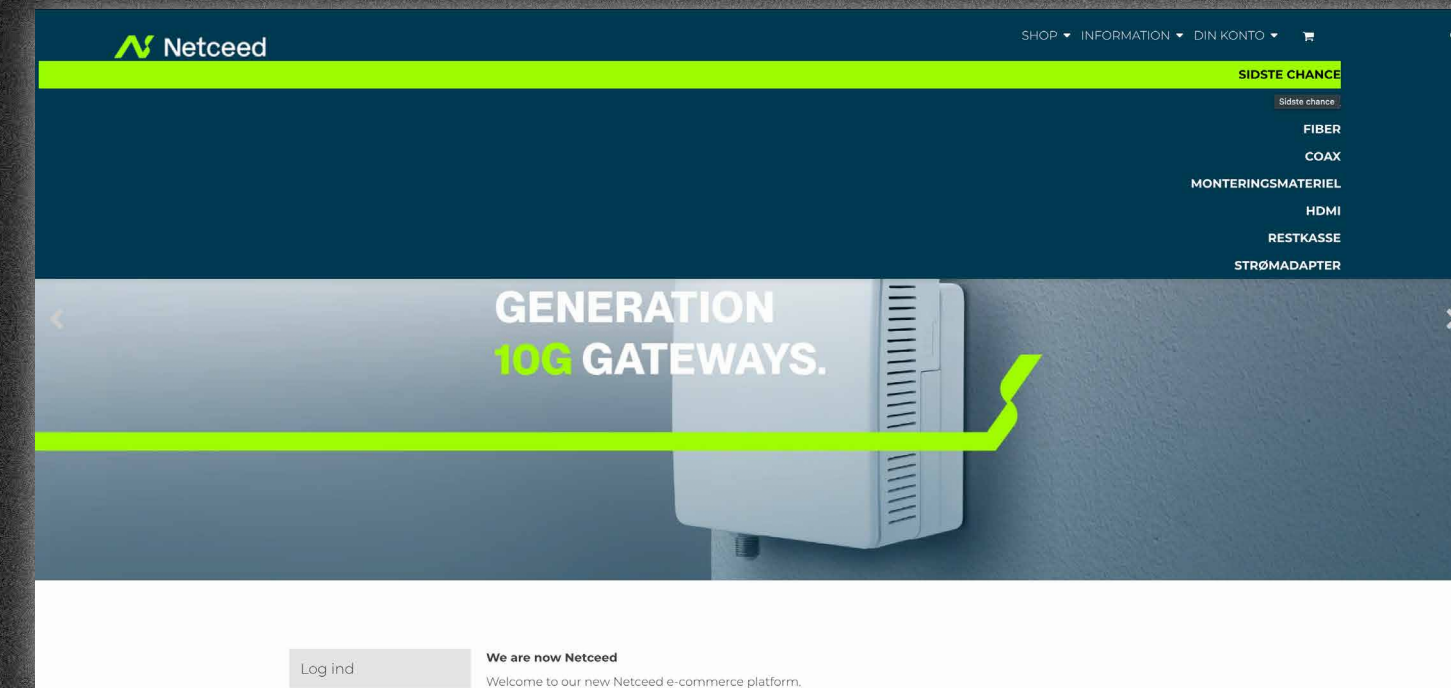 Netceed
SHOP INFORMATION DIN KONTO
SIDSTE CHANCE
Sidste chance
FIBER
COAX
MONTERINGSMATERIEL
HDMI
RESTKASSE
STRØMADAPTER
GENERATION
10G GATEWAYS.
Log ind
We are now Netceed
Welcome to our new Netceed e-commerce platform.